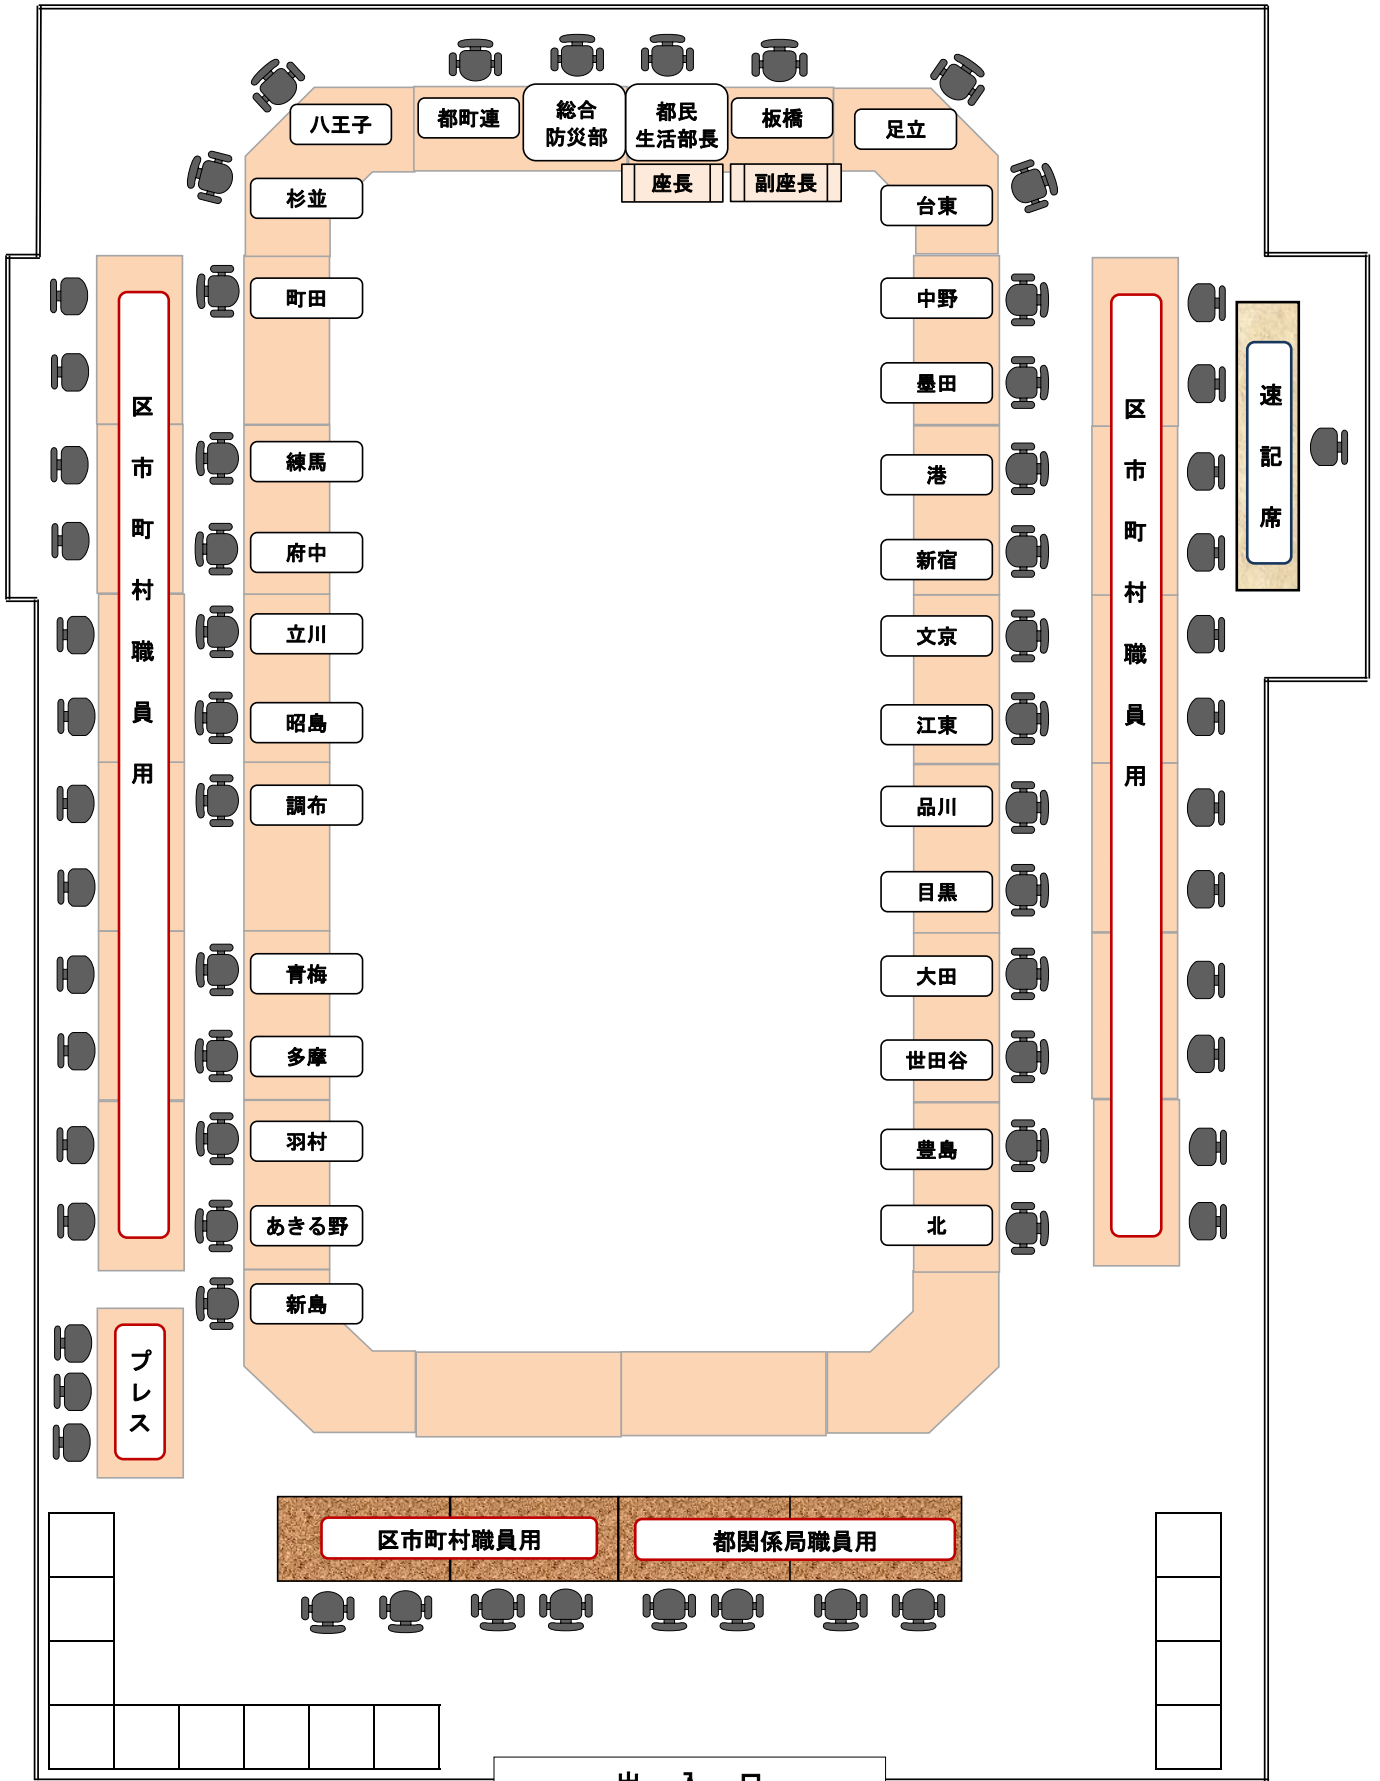 八王子
都町連
総合
防災部
都民
生活部長
板橋
足立
座長
副座長
杉並
台東
町田
中野
墨田
練馬
港
府中
新宿
立川
文京
昭島
江東
調布
品川
目黒
青梅
大田
多摩
世田谷
羽村
豊島
あきる野
北
新島
区市町村職員用
区市町村職員用
速記席
プレス
区市町村職員用
都関係局職員用
出入口